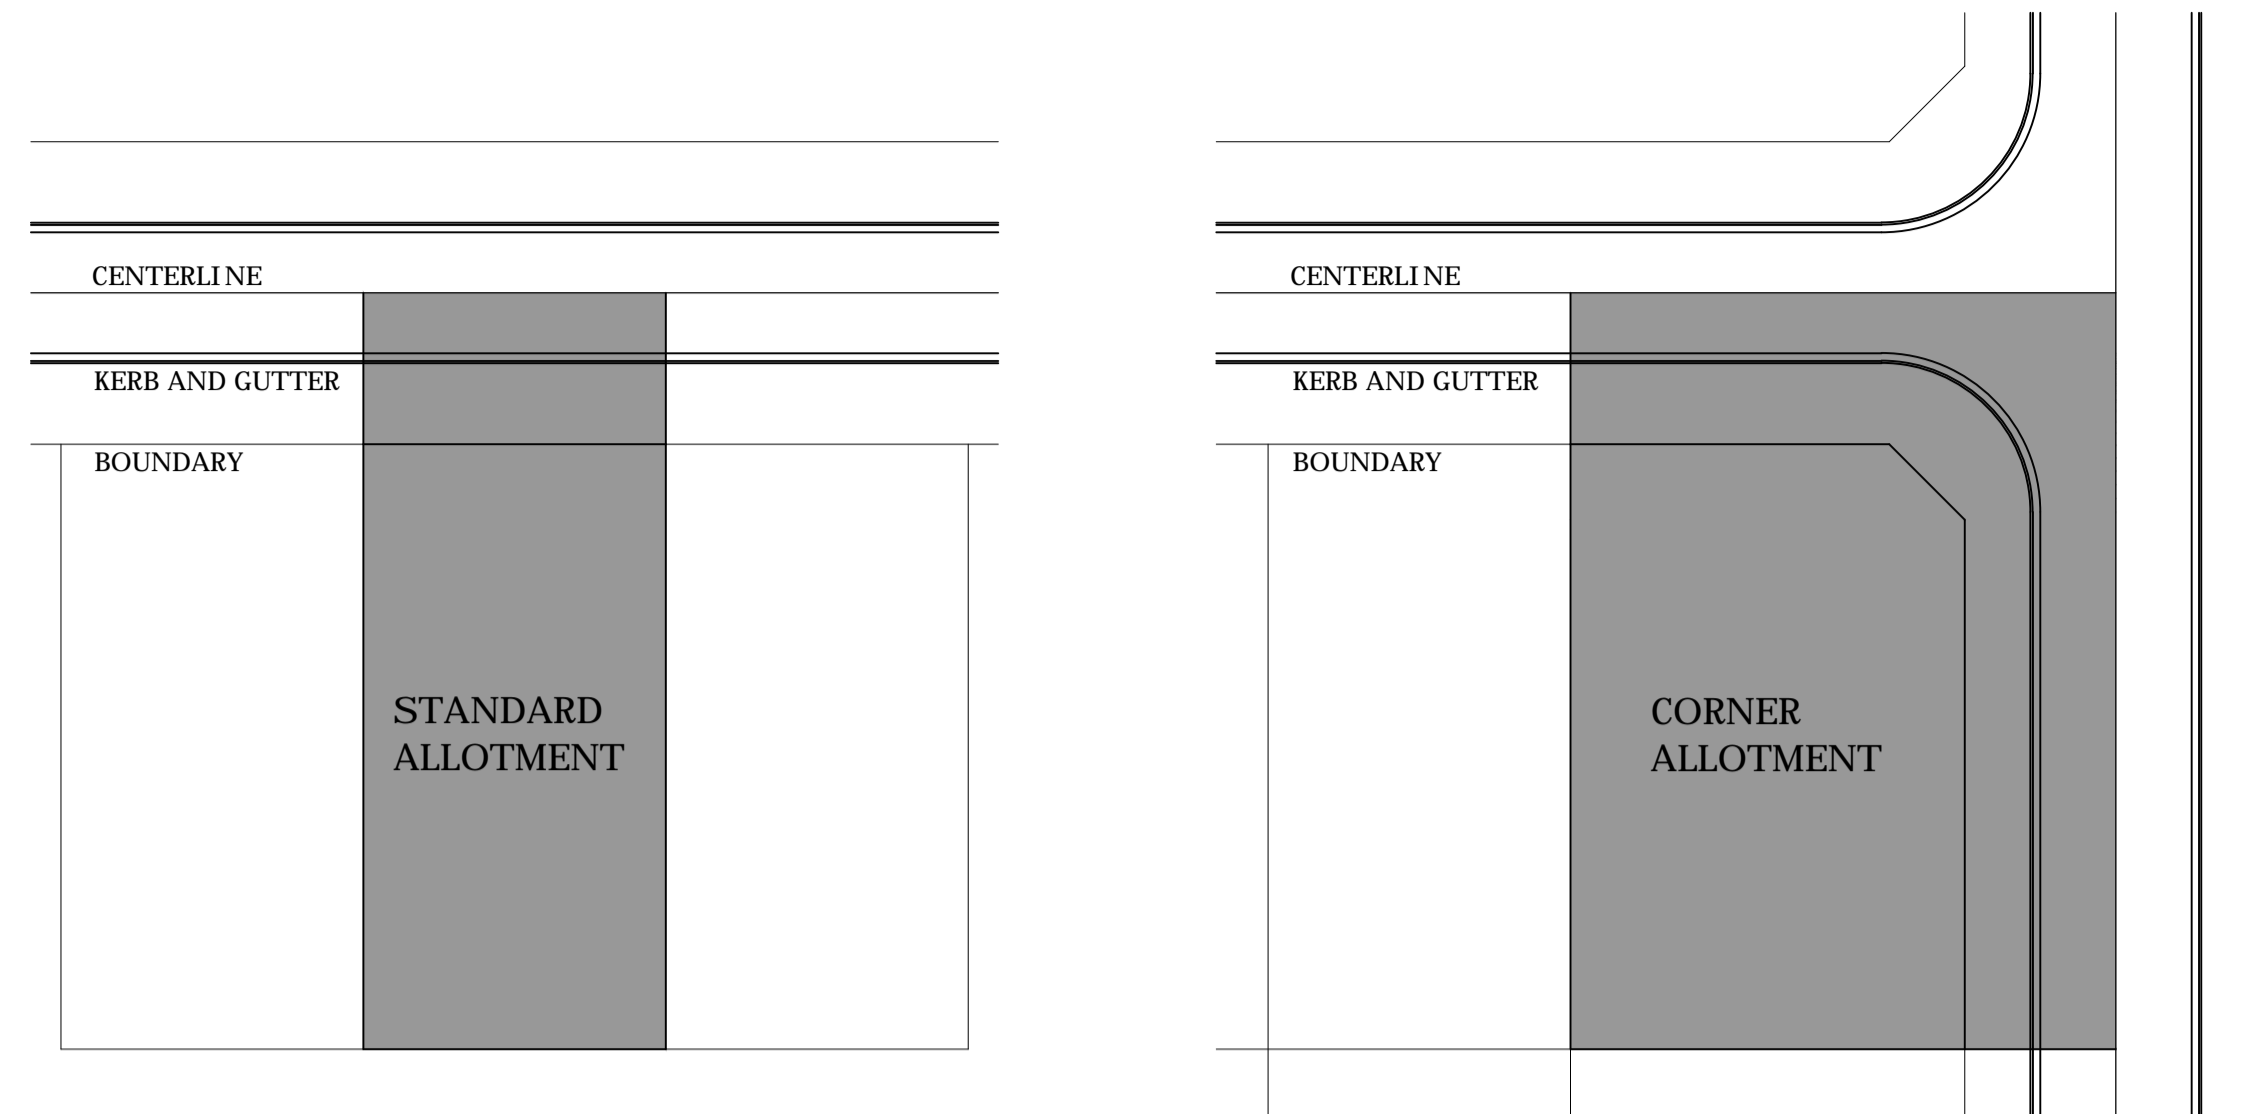 CENTERLINE
KERB AND GUTTER
BOUNDARY
STANDARD
ALLOTMENT
CENTERLINE
KERB AND GUTTER
BOUNDARY
CORNER
ALLOTMENT